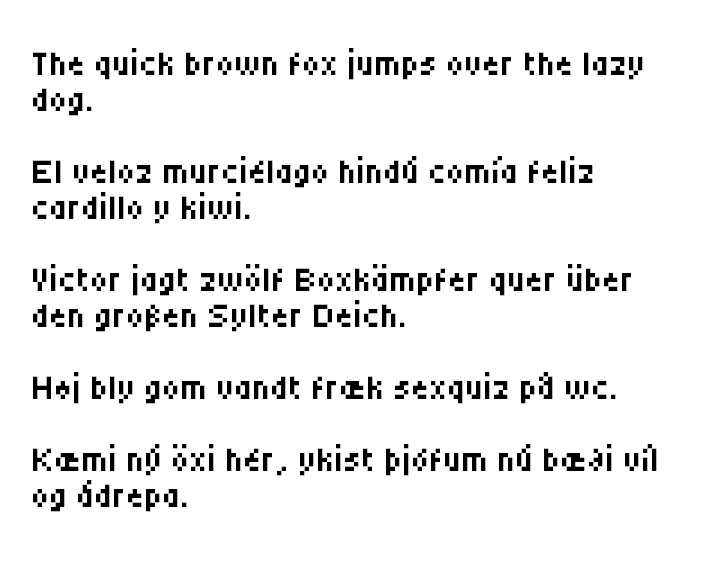 The quick brown fox jumps over the lazy
dog.
El veloz murciélago hindú comía feliz
cardillo y kiwi.
Victor jagt zwölf Boxkämpfer quer über
den großen Sylter Deich.
Høj bly gom vandt fræk sexquiz på wc.
Kæmi ný öxi hér, ykist þjófum nú bæði víl
og ádrepa.